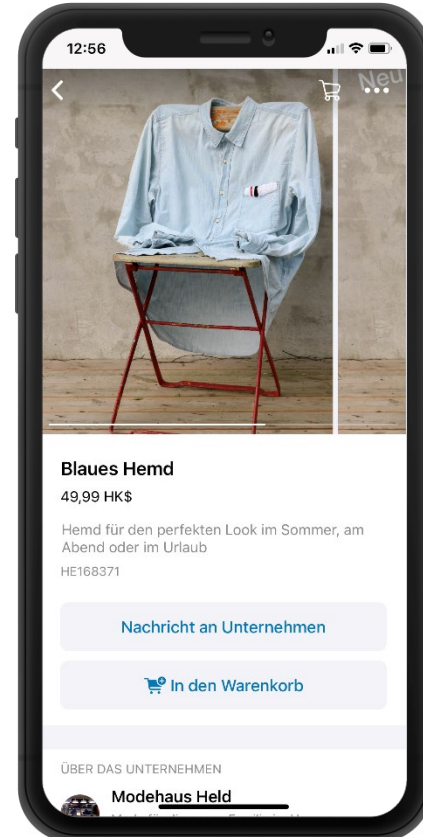 12:56
Neu
Blaues Hemd
49,99 HK$
Hemd für den perfekten Look im Sommer, am
Abend oder im Urlaub
HE168371
Nachricht an Unternehmen
In den Warenkorb
ÜBER DAS UNTERNEHMEN
Modehaus Held